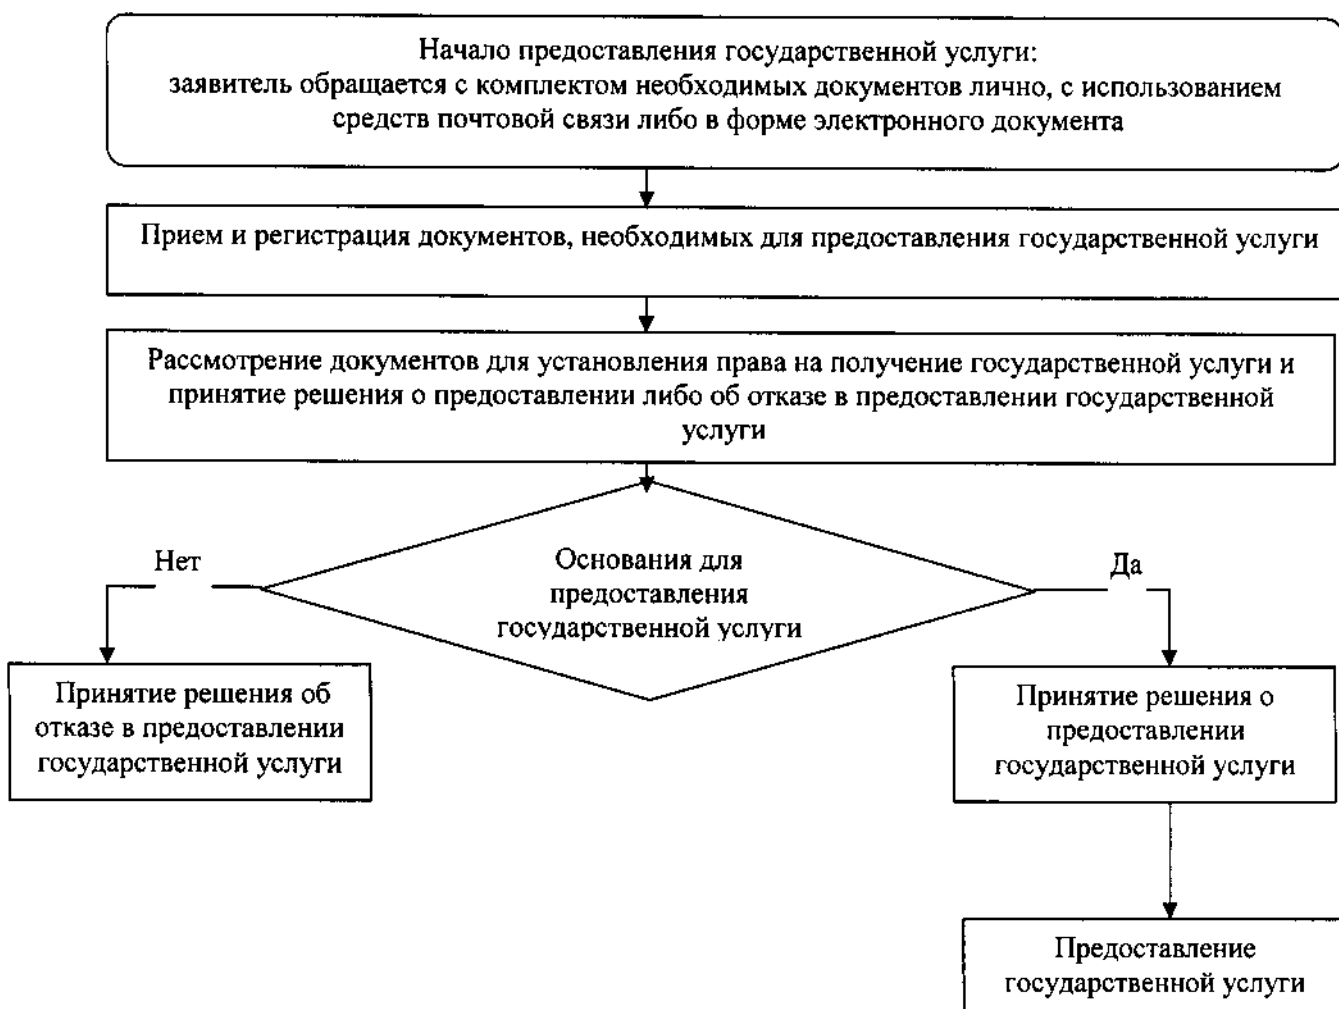 Начало предоставления государственной услуги:
заявитель обращается с комплектом необходимых документов лично, с использованием
средств почтовой связи либо в форме электронного документа
Прием и регистрация документов, необходимых для предоставления государственной услуги
Рассмотрение документов для установления права на получение государственной услуги и
принятие решения о предоставлении либо об отказе в предоставлении государственной
услуги
Основания для
предоставления
государственной услуги
Нет
Да
Принятие решения об
отказе в предоставлении
государственной услуги
Принятие решения о
предоставлении
государственной услуги
Предоставление
государственной услуги